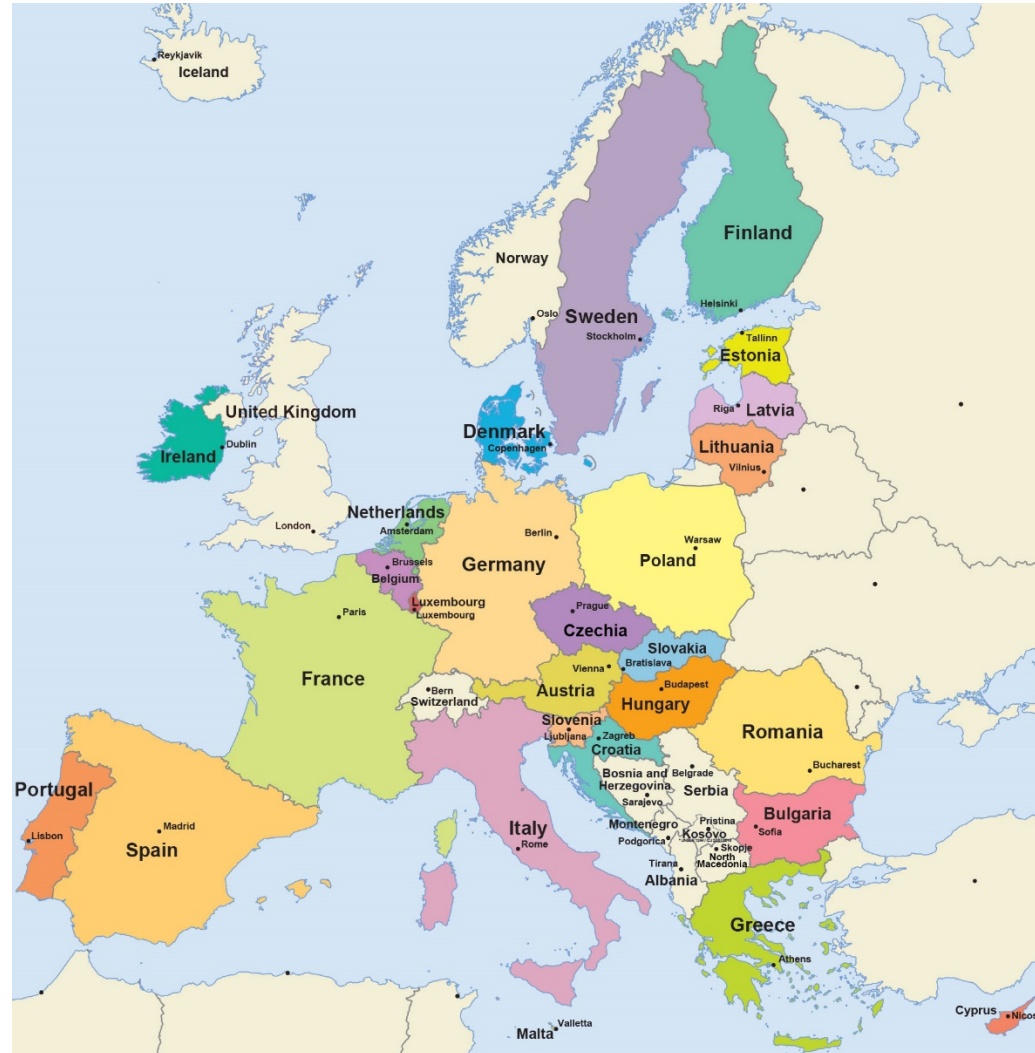 Reykjavik
Iceland
Finland
Norway
Helsinki
Oslo
Sweden
Stockholm
Tallinn
Estonia
Riga
Latvia
United Kingdom
Denmark
Copenhagen
Dublin
Ireland
Lithuania
Vilnius
Netherlands
Amsterdam
London
Berlin
Warsaw
Poland
Brussels
Belgium
Germany
Luxembourg
Luxembourg
Paris
Prague
Czechia
Slovakia
Vienna
Bratislava
France
Bern
Switzerland
Austria
Budapest
Hungary
Slovenia
Ljubljana
Zagreb
Croatia
Romania
Bucharest
Bosnia and
Herzegovina
Sarajevo
Belgrade
Serbia
Portugal
Lisbon
Madrid
Spain
Italy
Rome
Montenegro
Podgorica
Pristina
Kosovo
Bulgaria
Sofia
Skopje
North
Macedonia
Tirana
Albania
Greece
Athens
Malta
Valletta
Cyprus
Nicos